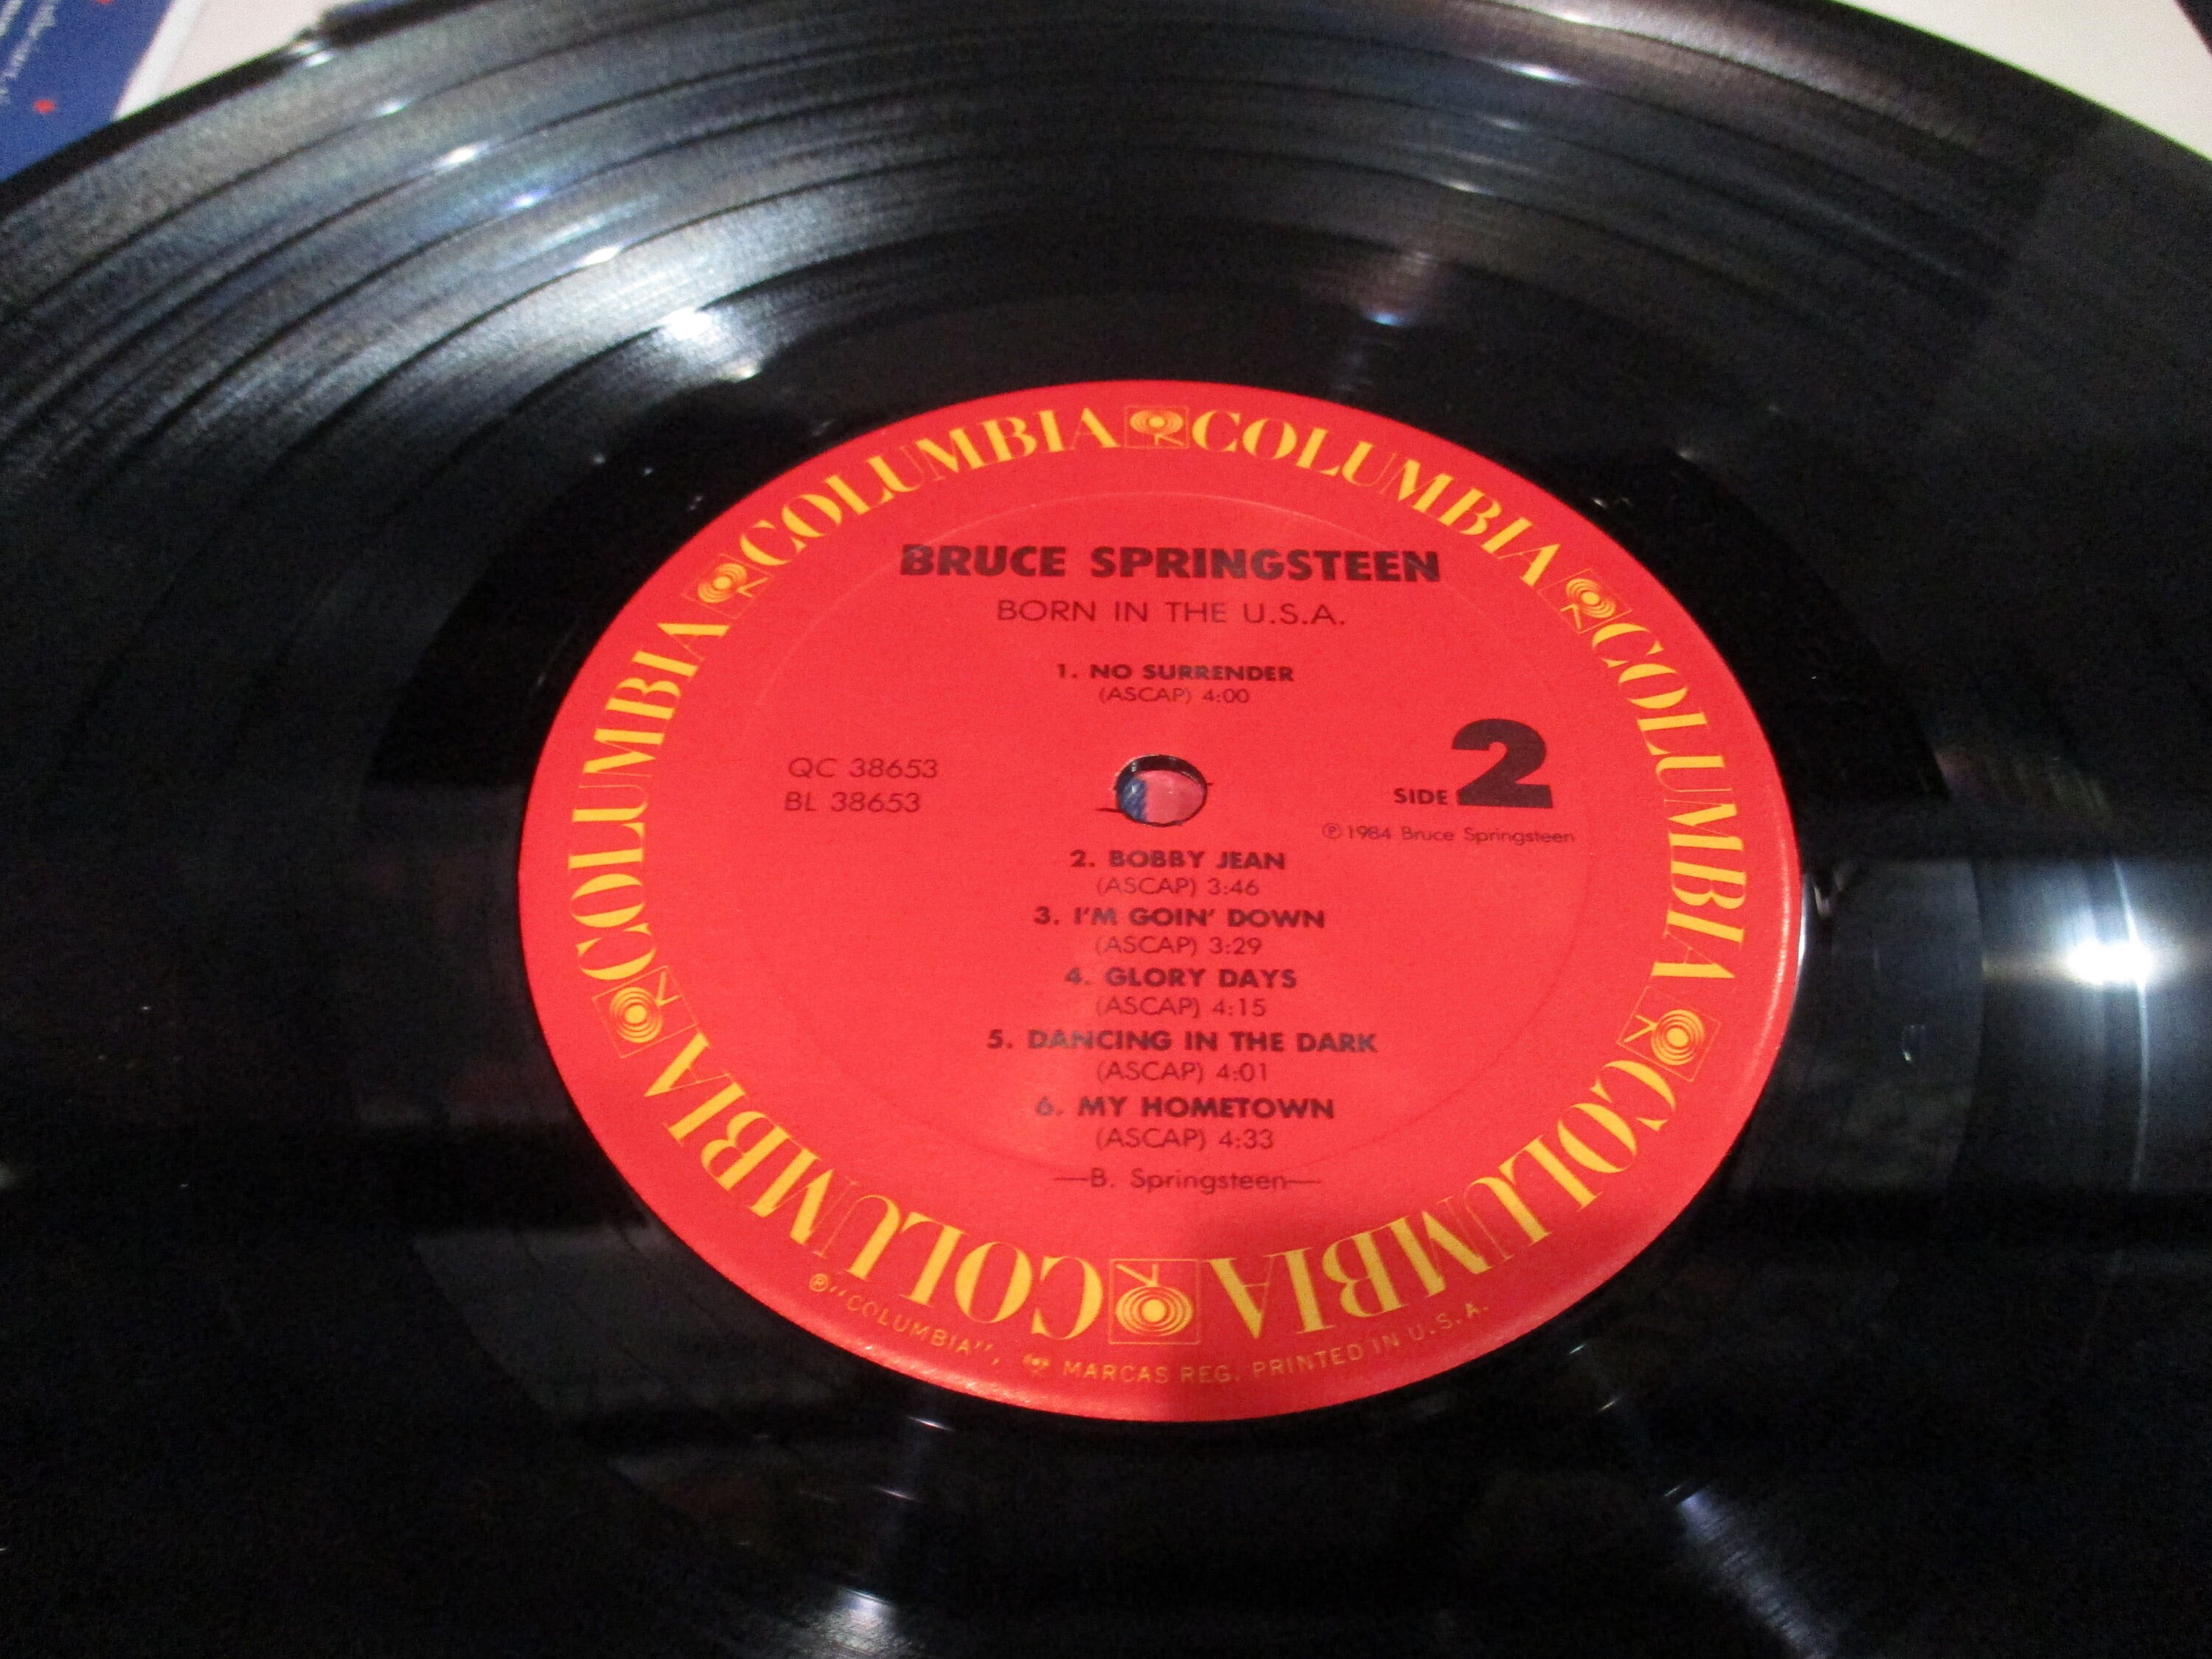 COLUMBIA COLUMBIA COLUMBIA COLUMBIA COLUMBIA COLUMBIA
BRUCE SPRINGSTEEN
BORN IN THE U.S.A.
1. NO SURRENDER
(ASCAP) 4:00
QC 38653
BL 38653
SIDE 2
℗1984 Bruce Springsteen
2. BOBBY JEAN
(ASCAP) 3:46
3. I'M GOIN' DOWN
(ASCAP) 3:29
4. GLORY DAYS
(ASCAP) 4:15
5. DANCING IN THE DARK
(ASCAP) 4:01
6. MY HOMETOWN
(ASCAP) 4:33
—B. Springsteen—
®"COLUMBIA", MARCAS REG. PRINTED IN U.S.A.